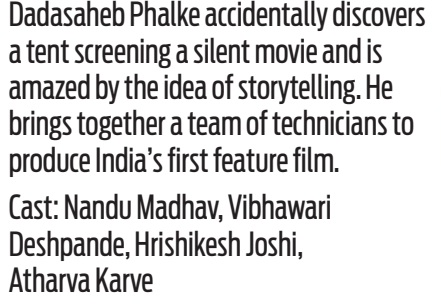 Dadasaheb Phalke accidentally discovers
a tent screening a silent movie and is
amazed by the idea of storytelling. He
brings together a team of technicians to
produce India’s first feature film.
Cast: Nandu Madhav, Vibhawari
Deshpande, Hrishikesh Joshi,
Atharva Karve